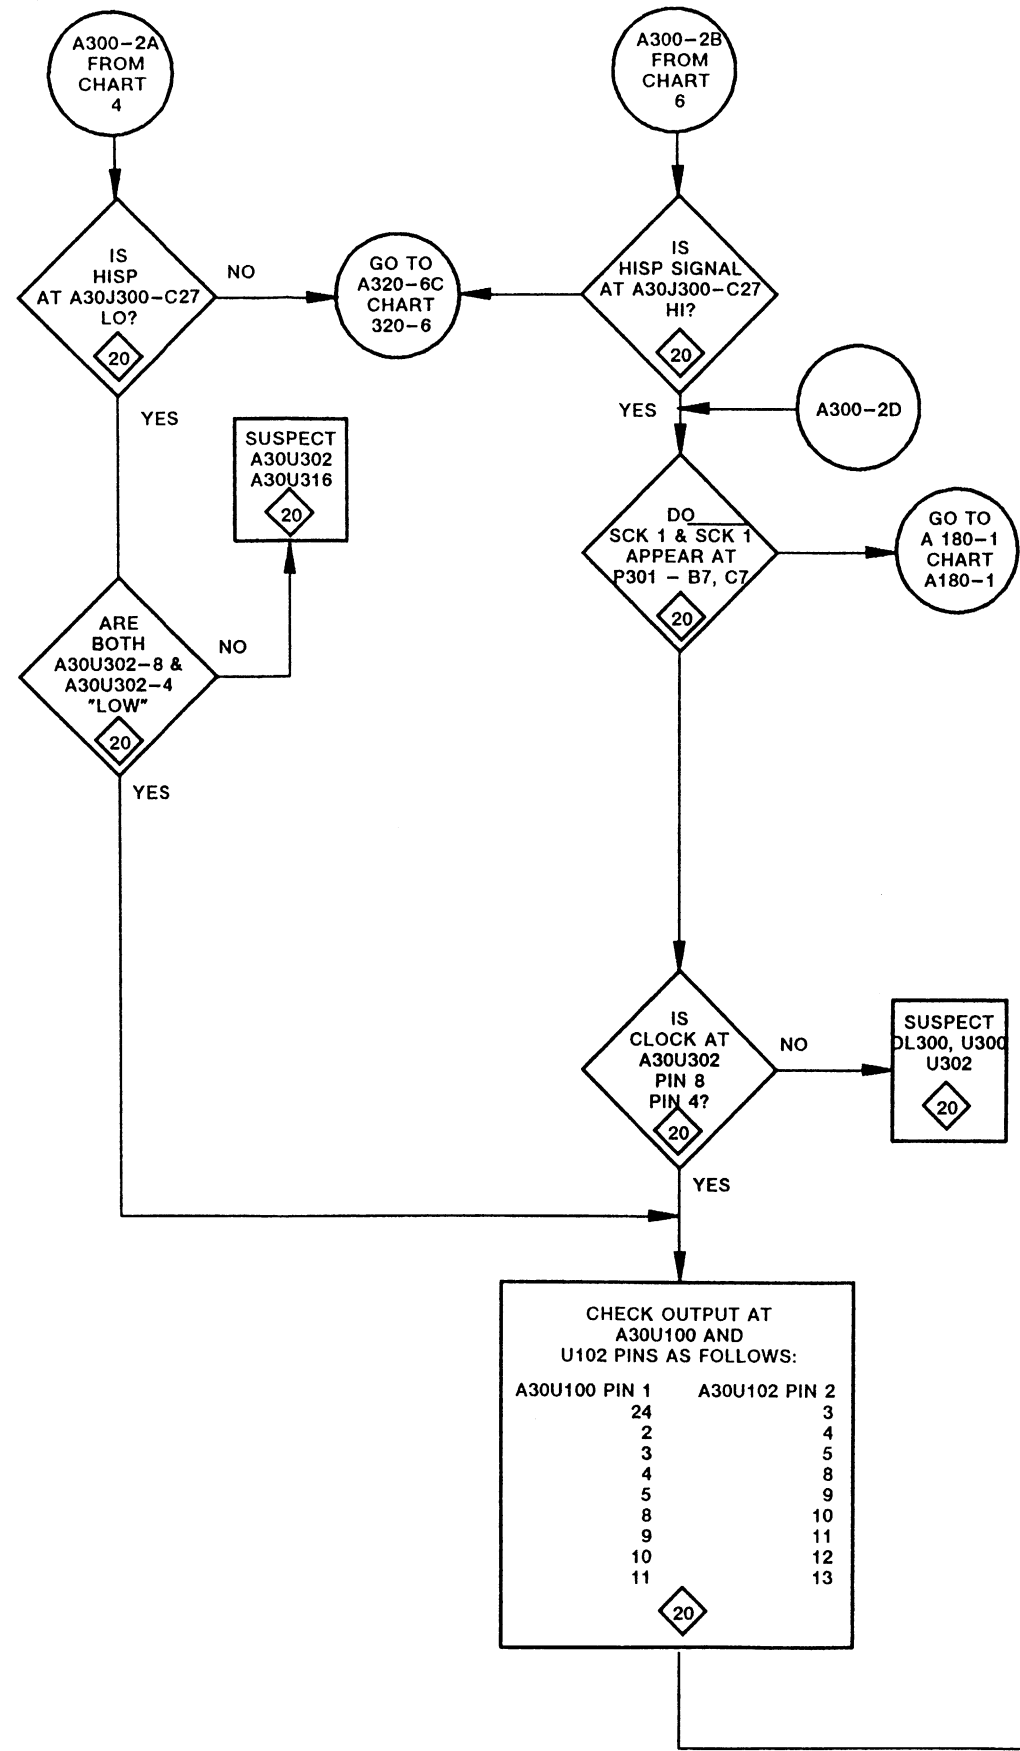 A300-2A
FROM
CHART
4
A300-2B
FROM
CHART
6
IS
HISP
AT A30J300-C27
LO?
20
NO
YES
GO TO
A320-6C
CHART
320-6
IS
HISP SIGNAL
AT A30J300-C27
HI?
20
YES
A300-2D
SUSPECT
A30U302
A30U316
20
DO
SCK 1 & SCK 1
APPEAR AT
P301 - B7, C7
20
GO TO
A 180-1
CHART
A180-1
ARE
BOTH
A30U302-8 &
A30U302-4
"LOW"
20
NO
YES
IS
CLOCK AT
A30U302
PIN 8
PIN 4?
20
NO
YES
SUSPECT
DL300, U300
U302
20
CHECK OUTPUT AT
A30U100 AND
U102 PINS AS FOLLOWS:
A30U100 PIN 1 A30U102 PIN 2
24 3
2 4
3 5
4 8
5 9
8 10
9 11
10 12
11 13
20